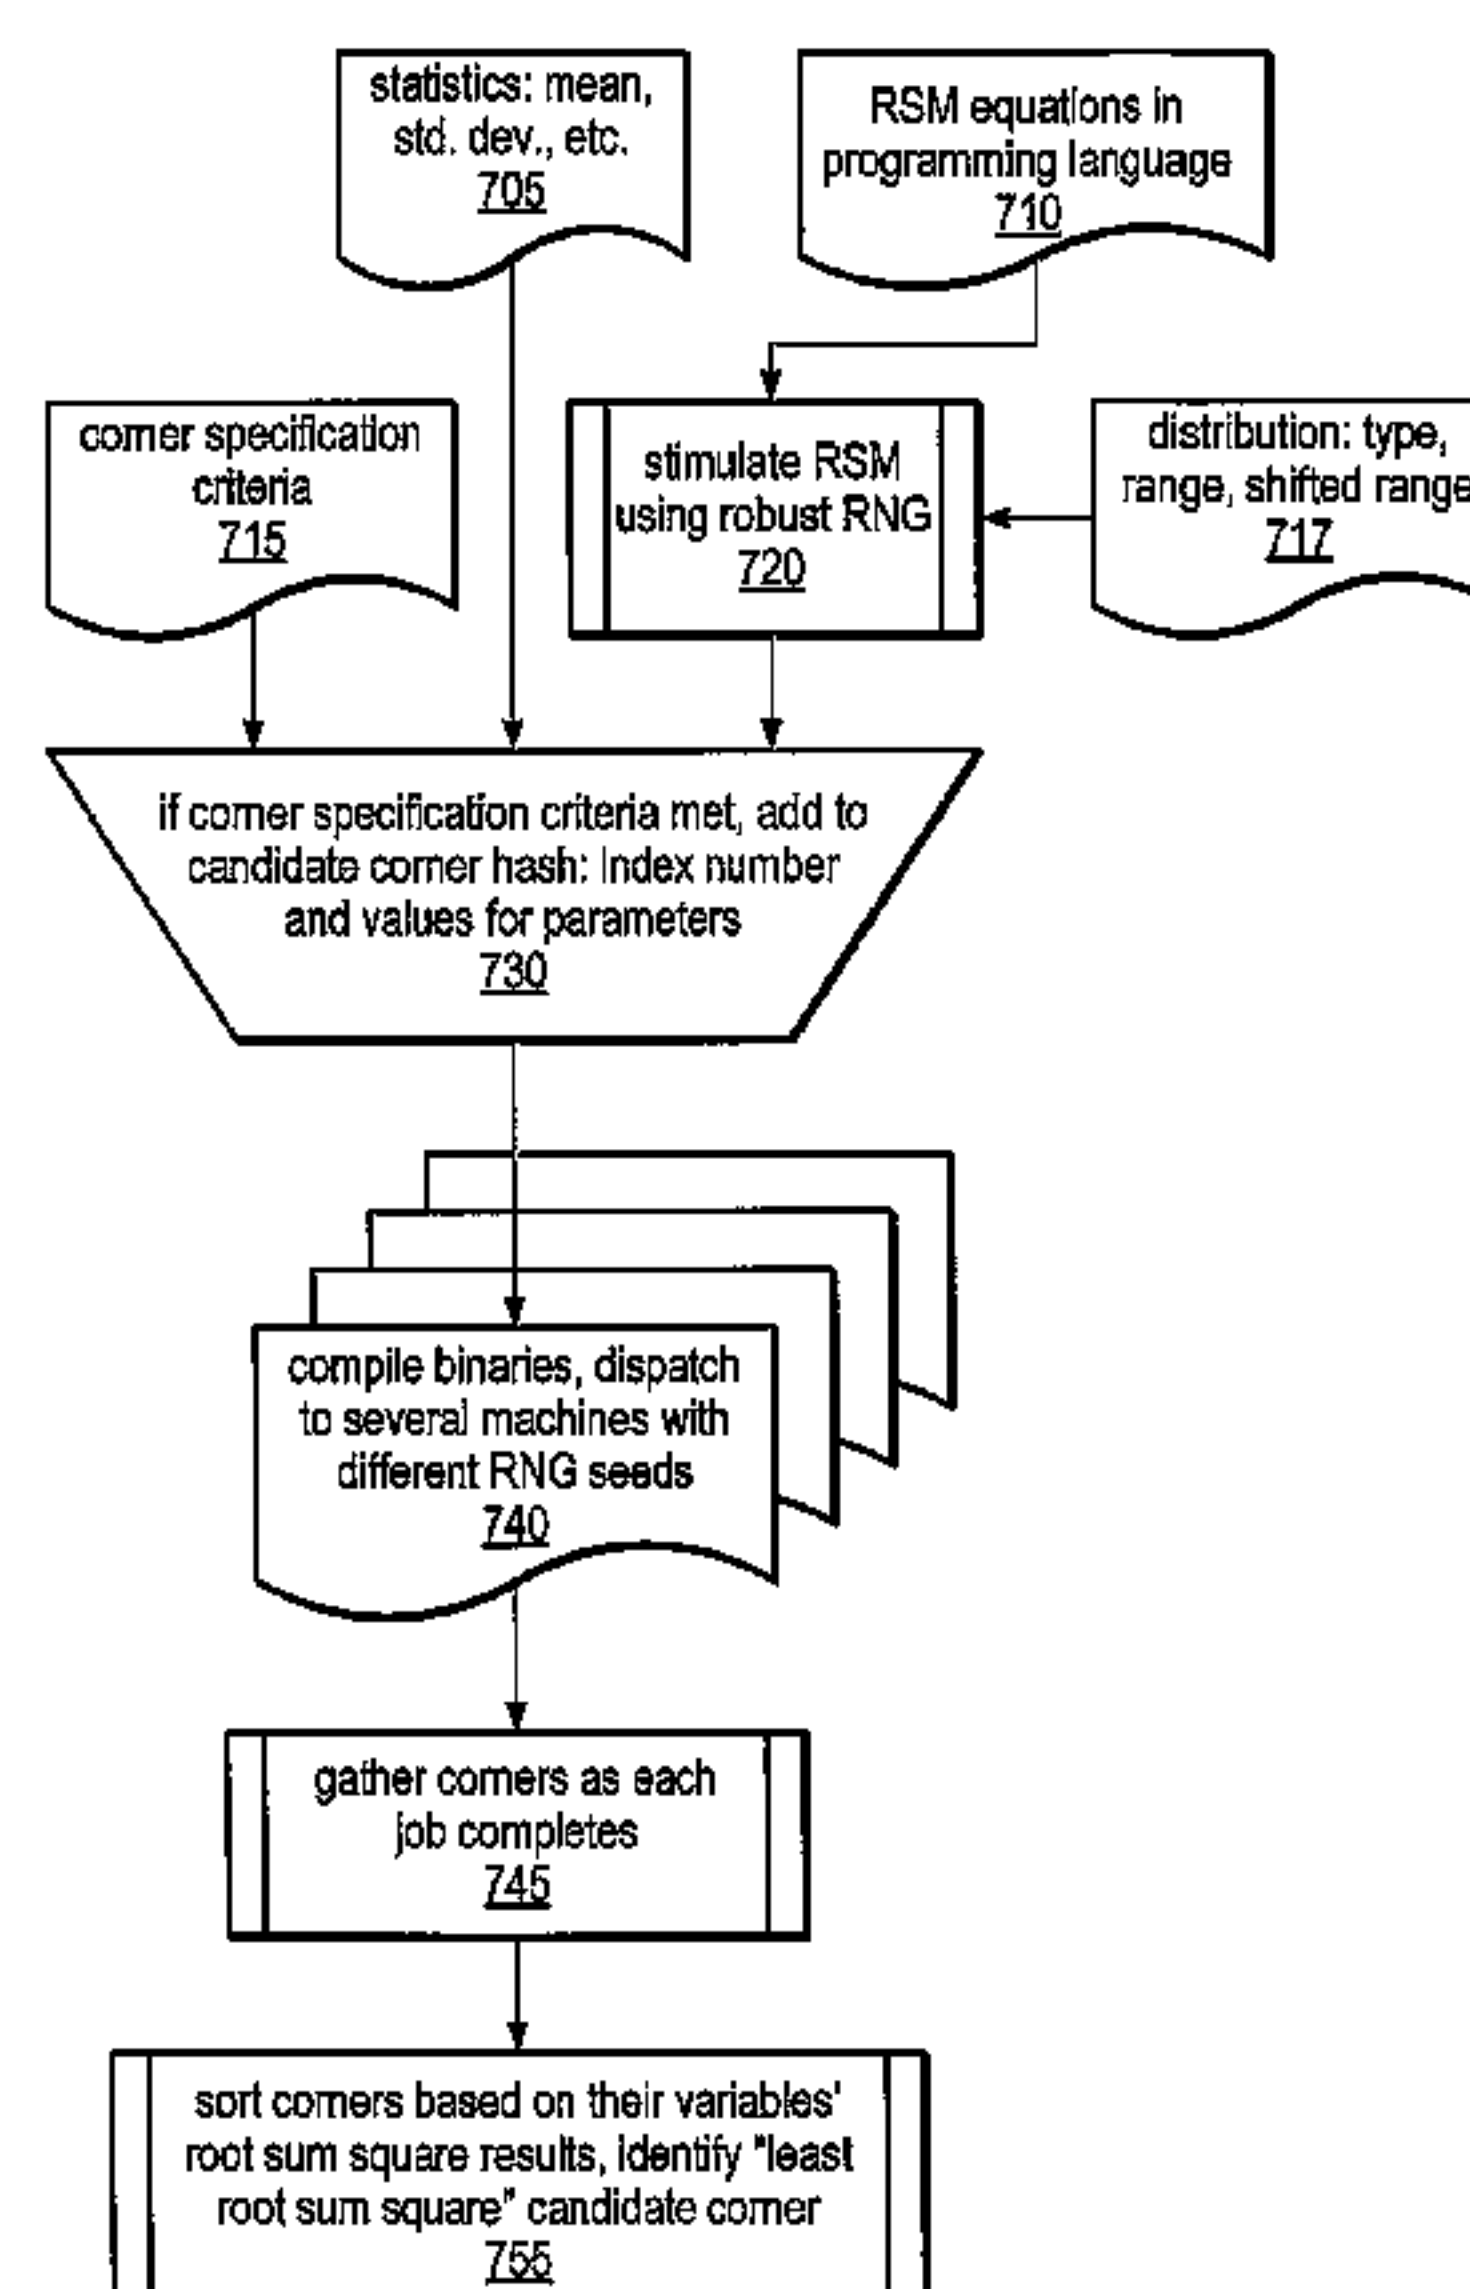 statistics: mean,
std. dev., etc.
705
RSM equations in
programming language
710
corner specification
criteria
715
stimulate RSM
using robust RNG
720
distribution: type,
range, shifted range
717
if corner specification criteria met, add to
candidate corner hash: index number
and values for parameters
730
compile binaries, dispatch
to several machines with
different RNG seeds
740
gather corners as each
job completes
745
sort corners based on their variables'
root sum square results, identify "least
root sum square" candidate corner
755